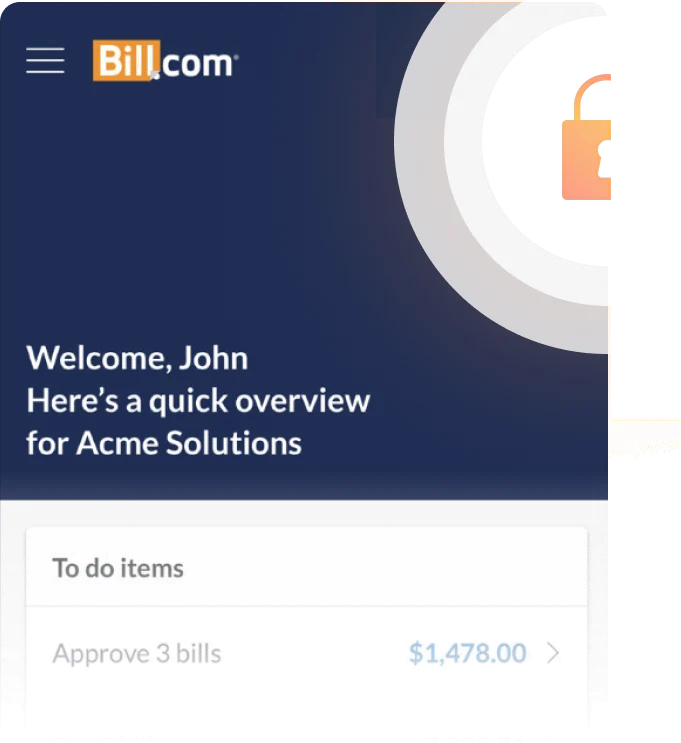 Bill.com
Welcome, John
Here’s a quick overview
for Acme Solutions
To do items
Approve 3 bills $1,478.00